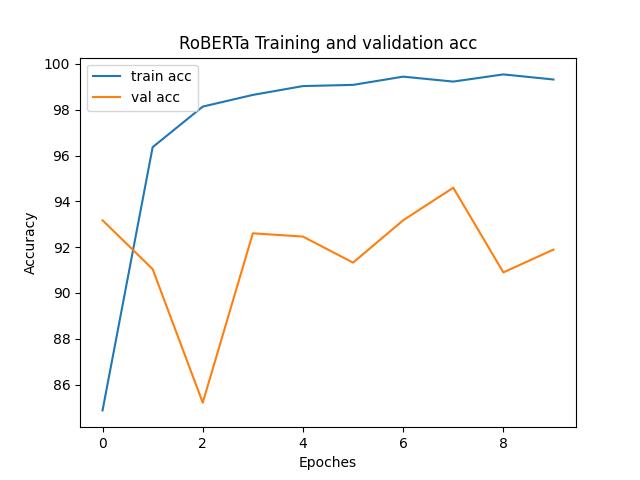 RoBERTa Training and validation acc
train acc
val acc
100
98
96
94
92
90
88
86
Accuracy
0
2
4
6
8
Epoches